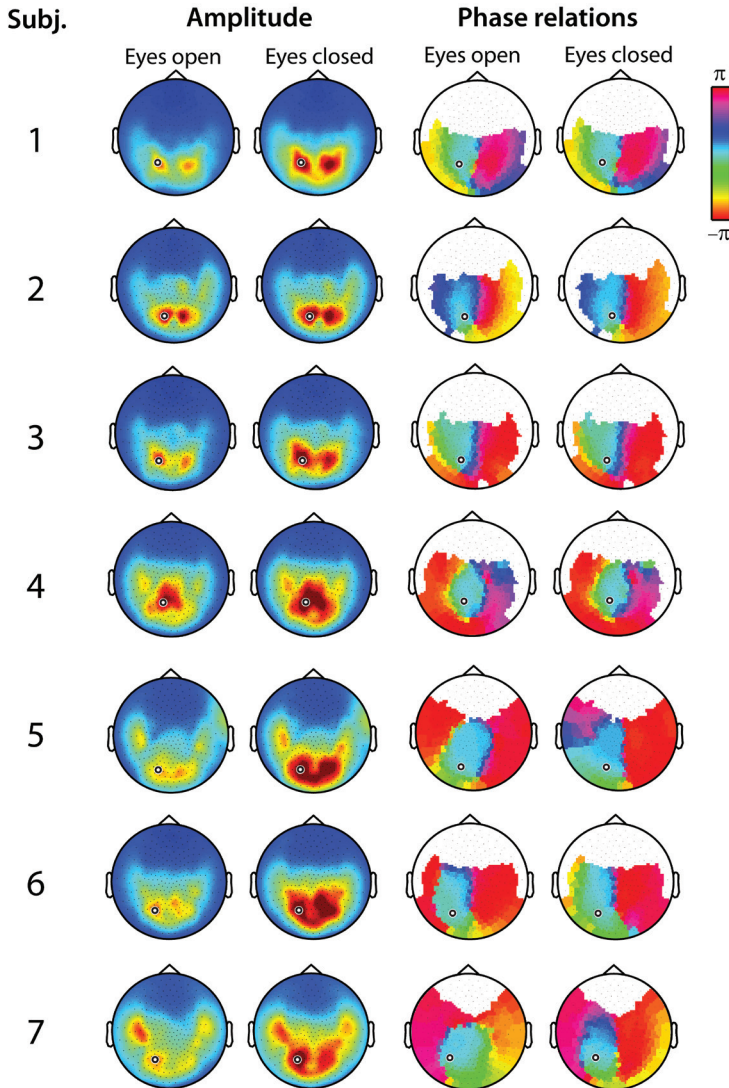 Subj. Amplitude Phase relations
Eyes open Eyes closed Eyes open Eyes closed
π
1
−π
2
3
4
5
6
7